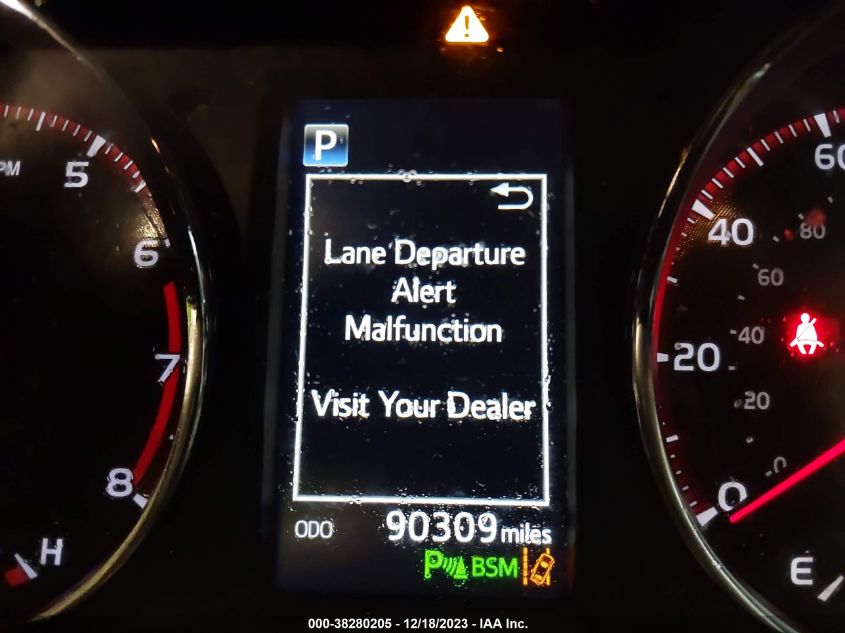 P
Lane Departure
Alert
Malfunction
Visit Your Dealer
ODO 90309 miles
P BSM
PM
5
6
7
8
H
60
40
80
60
20
40
20
0
0
E
000-38280205 - 12/18/2023 - IAA Inc.